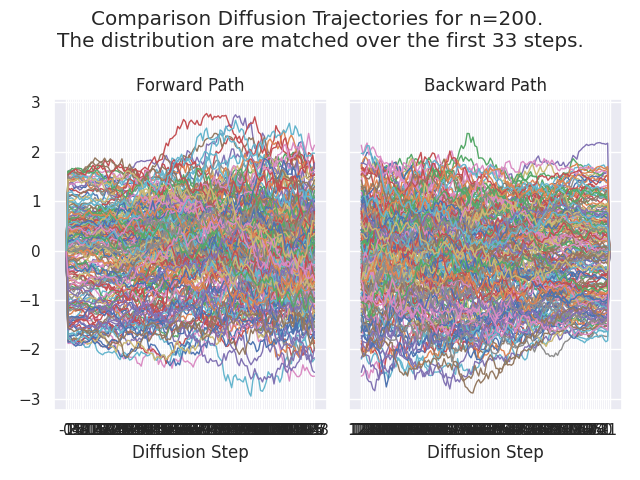 Comparison Diffusion Trajectories for n=200.
The distribution are matched over the first 33 steps.
Forward Path
Backward Path
3
2
1
0
−1
−2
−3
Diffusion Step
Diffusion Step